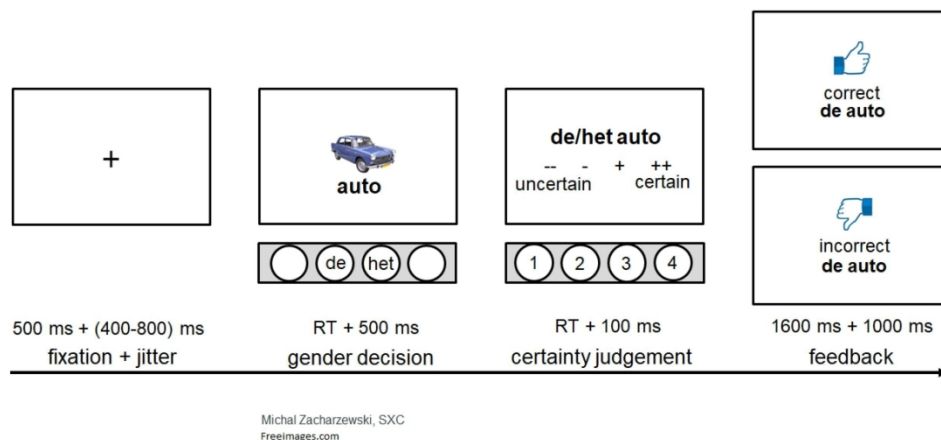 +
auto
de het
500 ms + (400-800) ms
fixation + jitter
RT + 500 ms
gender decision
de/het auto
-- - + ++
uncertain certain
1 2 3 4
RT + 100 ms
certainty judgement
correct
de auto
incorrect
de auto
1600 ms + 1000 ms
feedback
Michal Zacharzewski, SXC
Freeimages.com